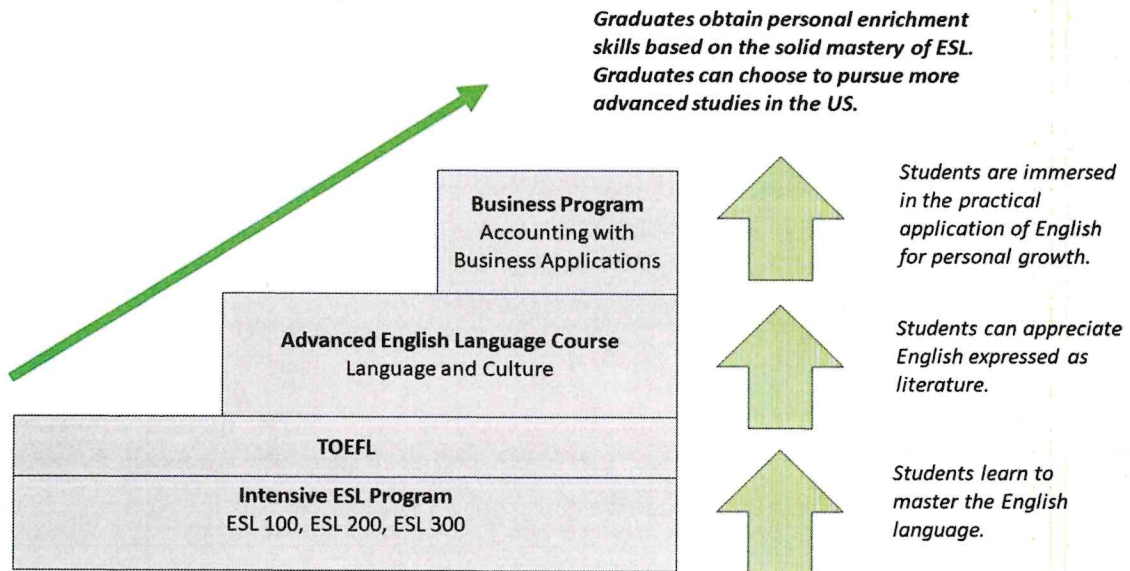 Graduates obtain personal enrichment
skills based on the solid mastery of ESL.
Graduates can choose to pursue more
advanced studies in the US.
Business Program
Accounting with
Business Applications
Students are immersed
in the practical
application of English
for personal growth.
Advanced English Language Course
Language and Culture
Students can appreciate
English expressed as
literature.
TOEFL
Intensive ESL Program
ESL 100, ESL 200, ESL 300
Students learn to
master the English
language.